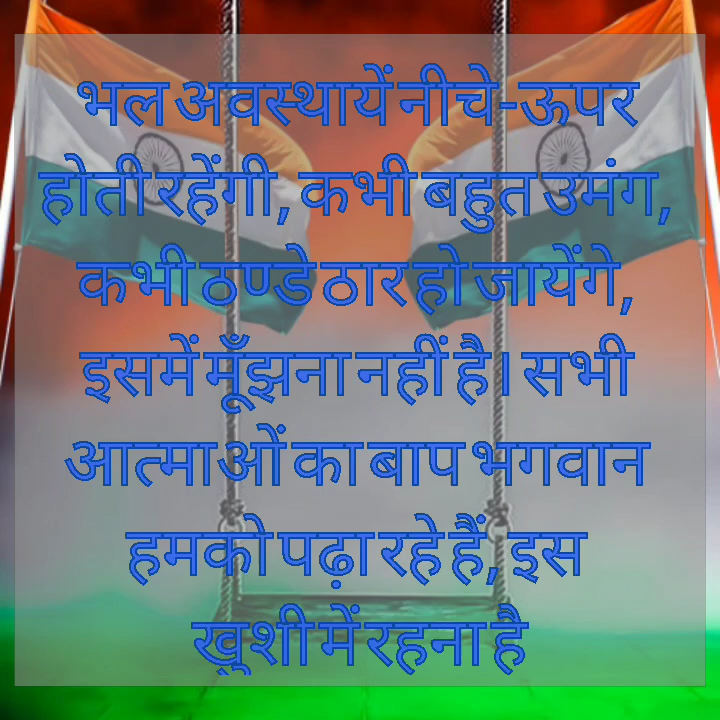 भल अवस्थायें नीचे-ऊपर
होती रहेंगी, कभी बहुत उमंग,
कभी ठण्डे ठार हो जायेंगे,
इसमें मूँझना नहीं है। सभी
आत्माओं का बाप भगवान
हमको पढ़ा रहे हैं, इस
खुशी में रहना है